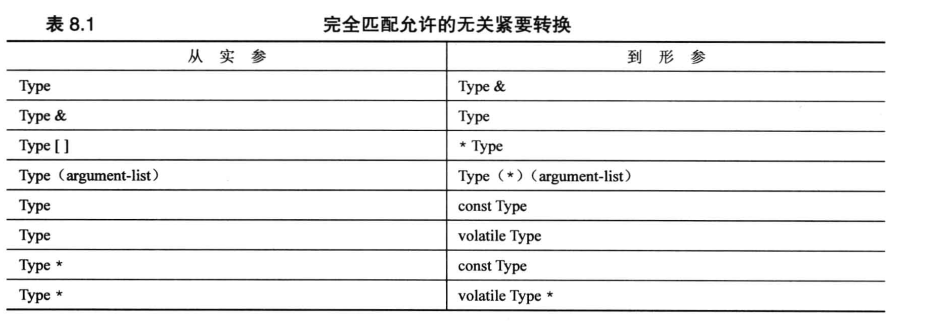 表 8.1 完全匹配允许的无关紧要转换
从 实 参 到 形 参
Type Type &
Type & Type
Type [ ] * Type
Type（argument-list） Type（*）（argument-list）
Type const Type
Type volatile Type
Type * const Type
Type * volatile Type *